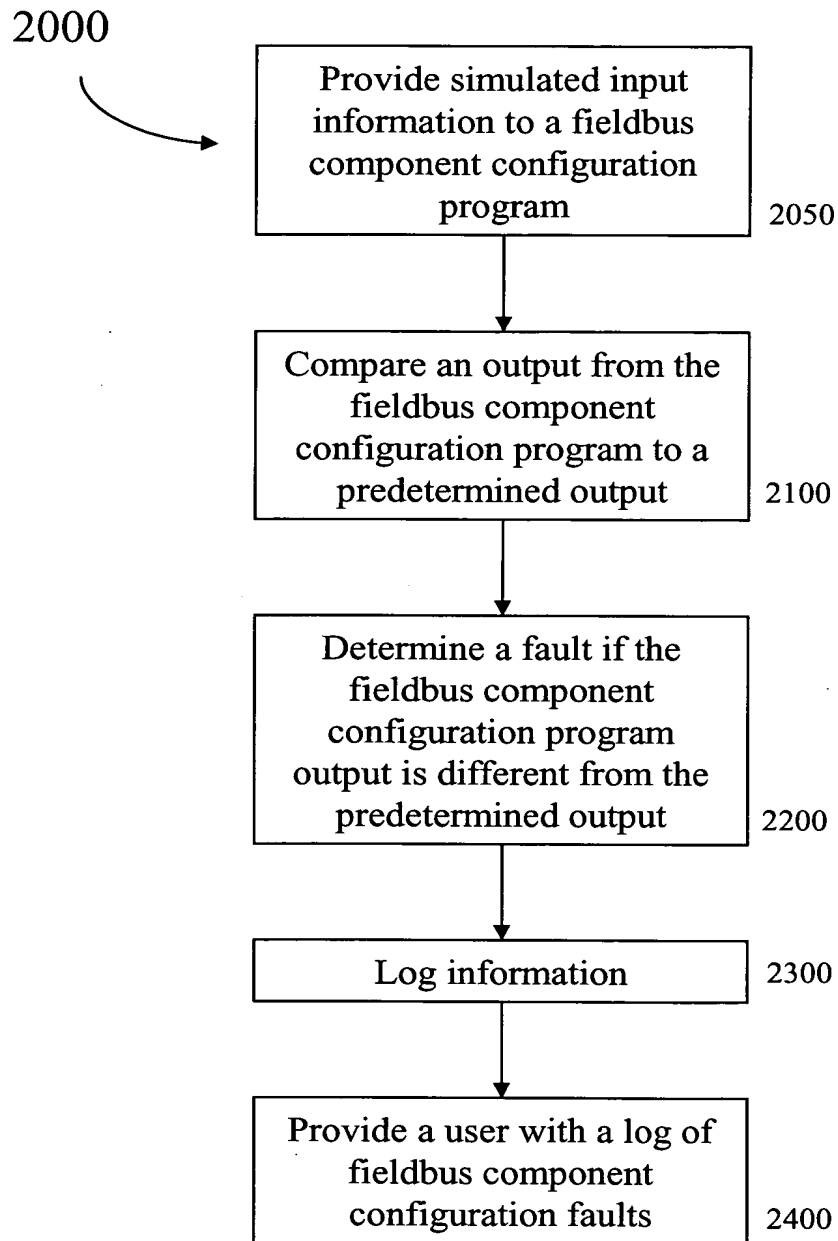 2000
Provide simulated input
information to a fieldbus
component configuration
program
2050
Compare an output from the
fieldbus component
configuration program to a
predetermined output
2100
Determine a fault if the
fieldbus component
configuration program
output is different from the
predetermined output
2200
Log information
2300
Provide a user with a log of
fieldbus component
configuration faults
2400